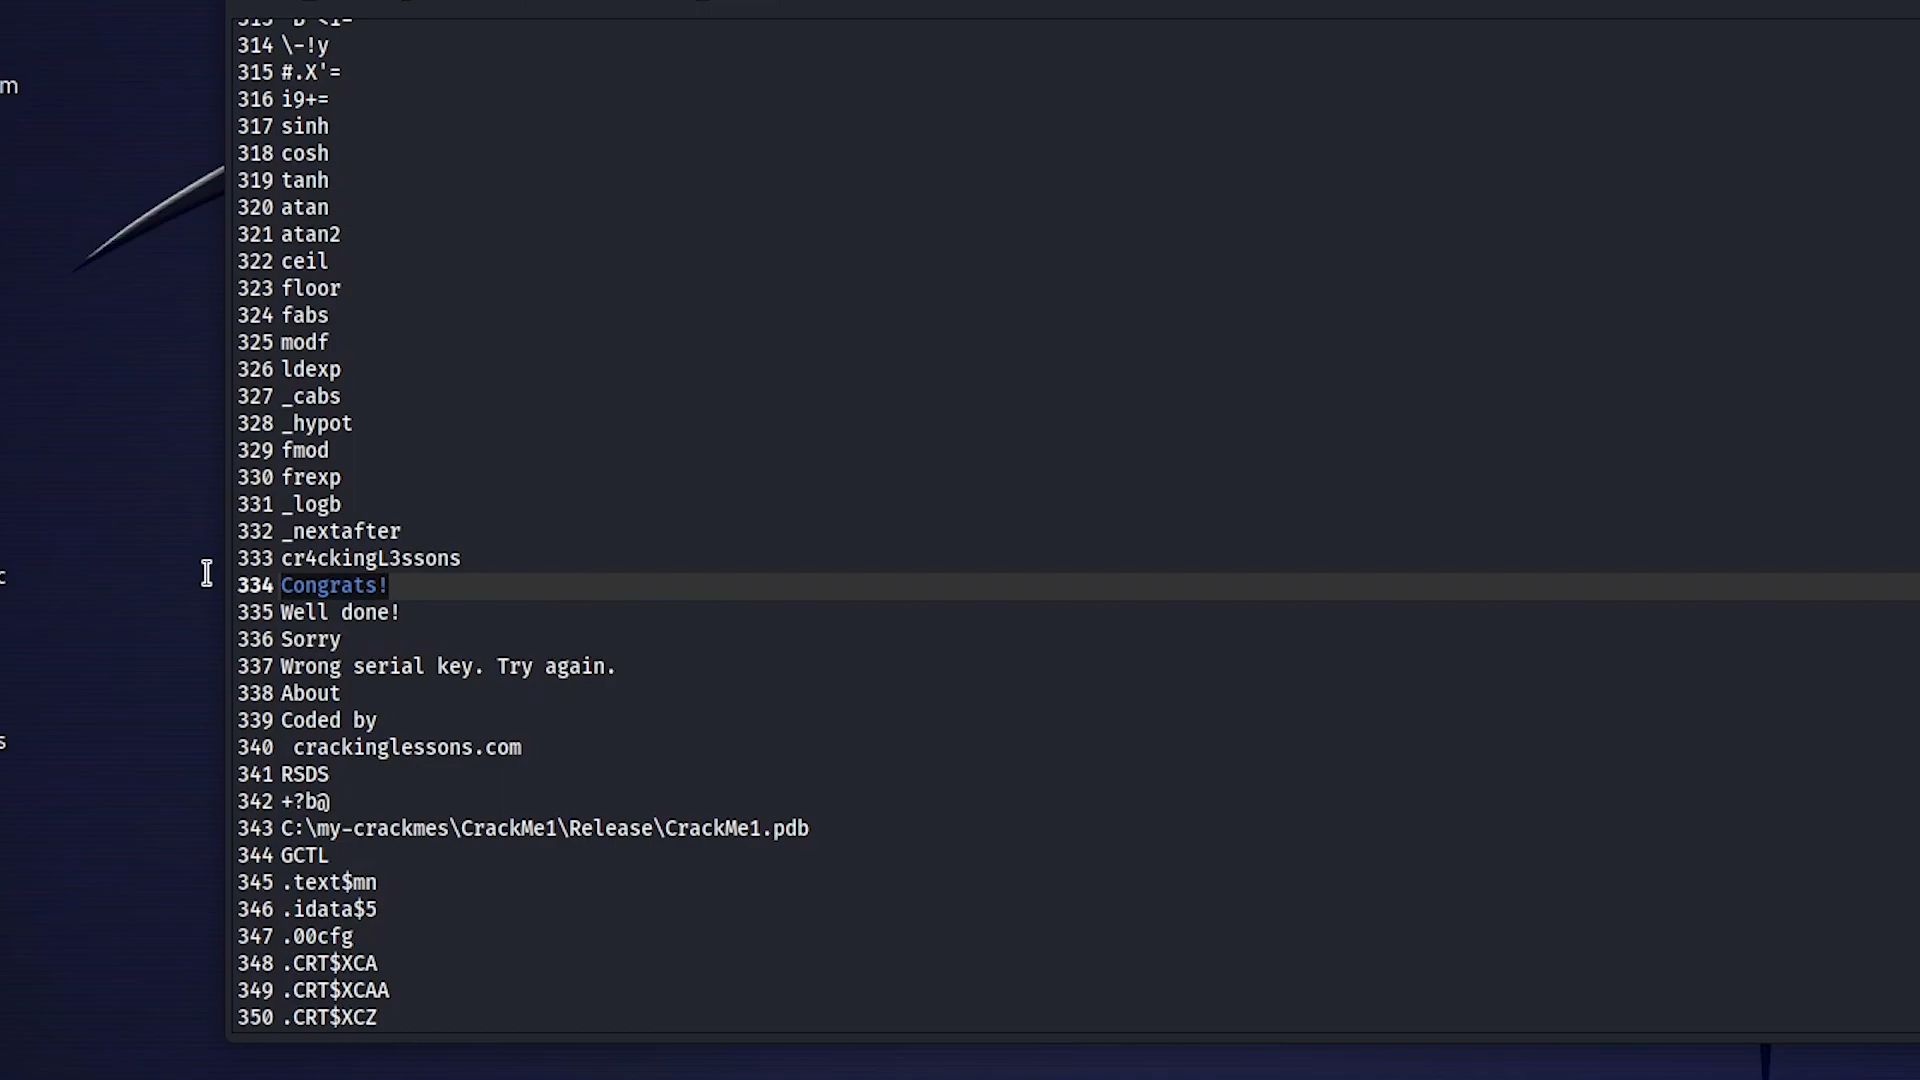 m
c
s
314 \-!y
315 #.X'=
316 i9+=
317 sinh
318 cosh
319 tanh
320 atan
321 atan2
322 ceil
323 floor
324 fabs
325 modf
326 ldexp
327 _cabs
328 _hypot
329 fmod
330 frexp
331 _logb
332 _nextafter
333 cr4ckingL3ssons
334 Congrats!
335 Well done!
336 Sorry
337 Wrong serial key. Try again.
338 About
339 Coded by
340  crackinglessons.com
341 RSDS
342 +?b@
343 C:\my-crackmes\CrackMe1\Release\CrackMe1.pdb
344 GCTL
345 .text$mn
346 .idata$5
347 .00cfg
348 .CRT$XCA
349 .CRT$XCAA
350 .CRT$XCZ